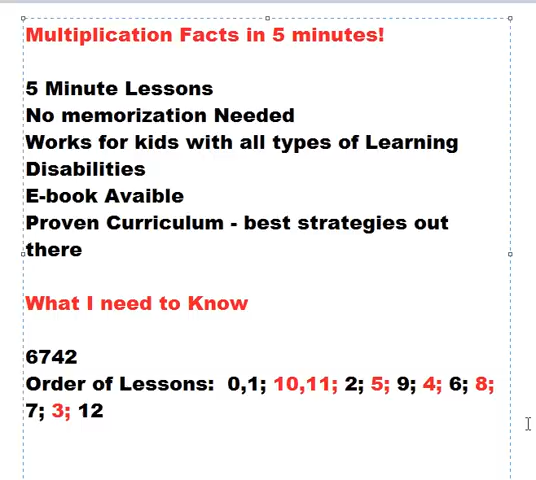 Multiplication Facts in 5 minutes!
5 Minute Lessons
No memorization Needed
Works for kids with all types of Learning
Disabilities
E-book Avaible
Proven Curriculum - best strategies out
there
What I need to Know
6742
Order of Lessons:  0,1; 10,11; 2; 5; 9; 4; 6; 8;
7; 3; 12